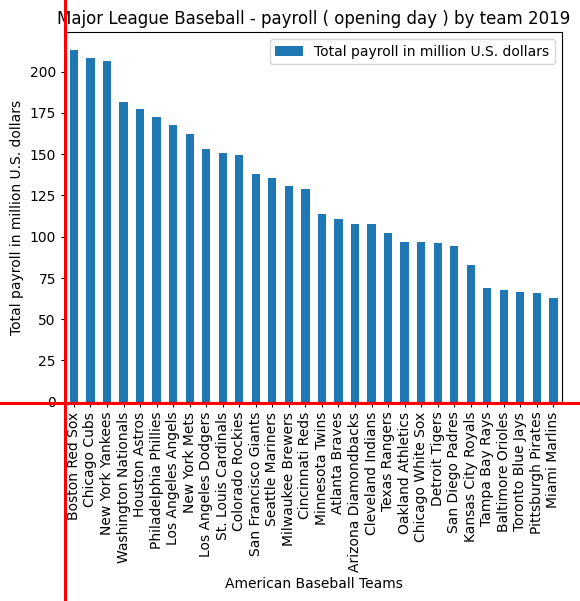 Major League Baseball - payroll ( opening day ) by team 2019
Total payroll in million U.S. dollars
Total payroll in million U.S. dollars
200
175
150
125
100
75
50
25
0
Boston Red Sox
Chicago Cubs
New York Yankees
Washington Nationals
Houston Astros
Philadelphia Phillies
Los Angeles Angels
New York Mets
Los Angeles Dodgers
St. Louis Cardinals
Colorado Rockies
San Francisco Giants
Seattle Mariners
Milwaukee Brewers
Cincinnati Reds
Minnesota Twins
Atlanta Braves
Arizona Diamondbacks
Cleveland Indians
Texas Rangers
Oakland Athletics
Chicago White Sox
Detroit Tigers
San Diego Padres
Kansas City Royals
Tampa Bay Rays
Baltimore Orioles
Toronto Blue Jays
Pittsburgh Pirates
Miami Marlins
American Baseball Teams